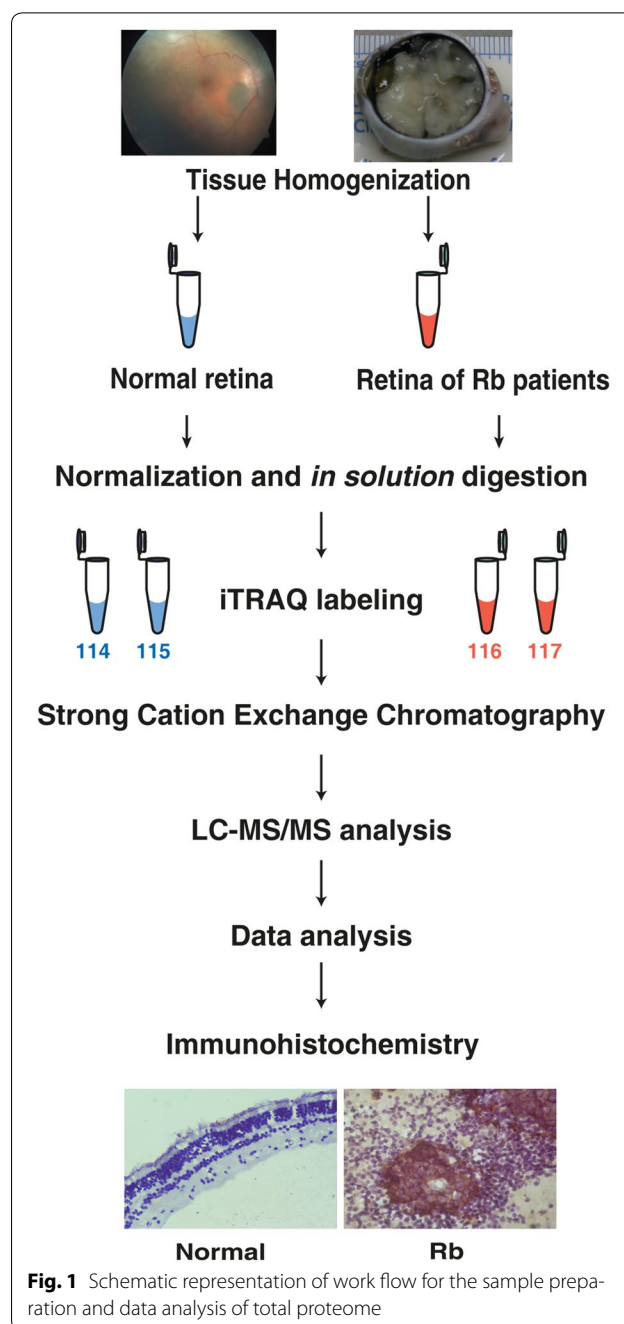 Tissue Homogenization
Normal retina
Retina of Rb patients
Normalization and in solution digestion
iTRAQ labeling
114 115
116 117
Strong Cation Exchange Chromatography
LC-MS/MS analysis
Data analysis
Immunohistochemistry
Normal
Rb
Fig. 1 Schematic representation of work flow for the sample prepa-
ration and data analysis of total proteome